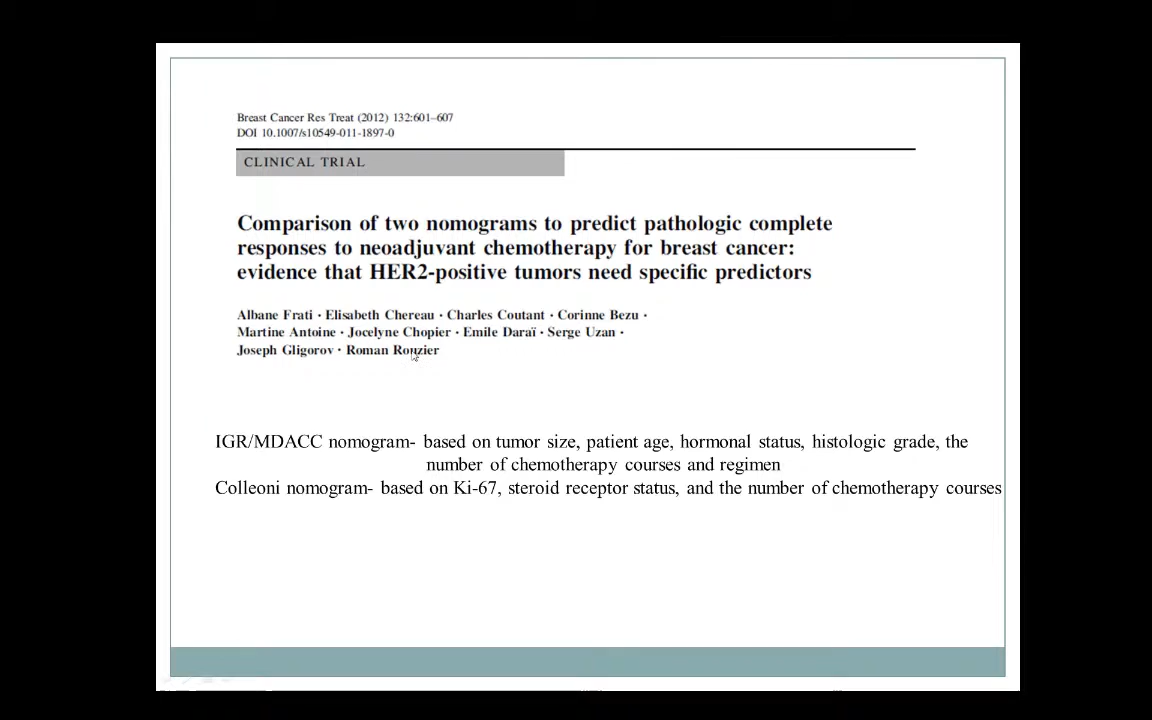 Breast Cancer Res Treat (2012) 132:601–607
DOI 10.1007/s10549-011-1897-0
CLINICAL TRIAL
Comparison of two nomograms to predict pathologic complete
responses to neoadjuvant chemotherapy for breast cancer:
evidence that HER2-positive tumors need specific predictors
Albane Frati · Elisabeth Chereau · Charles Coutant · Corinne Bezu ·
Martine Antoine · Jocelyne Chopier · Emile Daraï · Serge Uzan ·
Joseph Gligorov · Roman Rouzier
IGR/MDACC nomogram- based on tumor size, patient age, hormonal status, histologic grade, the
number of chemotherapy courses and regimen
Colleoni nomogram- based on Ki-67, steroid receptor status, and the number of chemotherapy courses